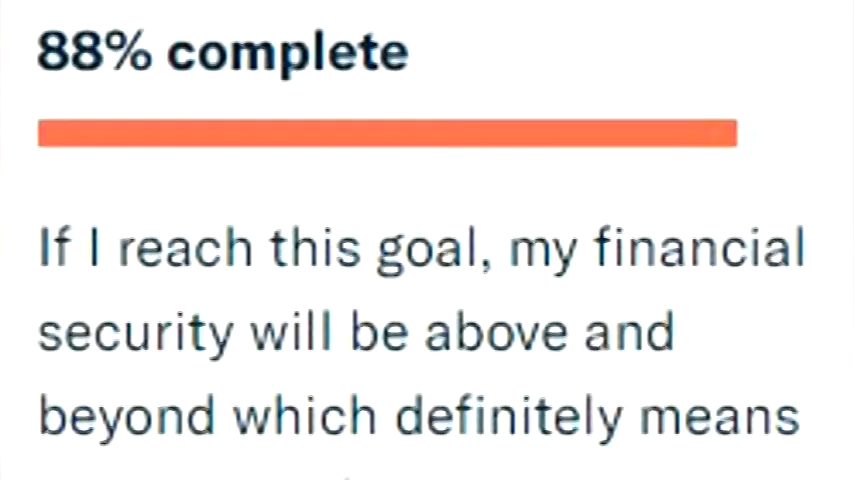 88% complete
If I reach this goal, my financial
security will be above and
beyond which definitely means